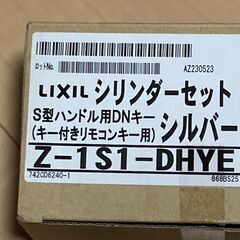 ロットNo.
AZ230523
LIXIL シリンダーセット
S型ハンドル用DNキー
(キー付きリモコンキー用) シルバー
Z-1S1-DHYE
742CD6240-1 868BS25